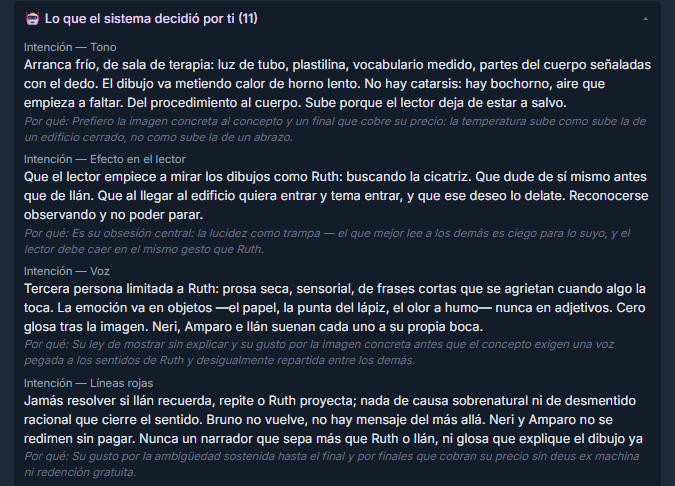 Lo que el sistema decidió por ti (11)
Intención — Tono
Arranca frío, de sala de terapia: luz de tubo, plastilina, vocabulario medido, partes del cuerpo señaladas
con el dedo. El dibujo va metiendo calor de horno lento. No hay catarsis: hay bochorno, aire que
empieza a faltar. Del procedimiento al cuerpo. Sube porque el lector deja de estar a salvo.
Por qué: Prefiero la imagen concreta al concepto y un final que cobre su precio: la temperatura sube como sube la de
un edificio cerrado, no como sube la de un abrazo.
Intención — Efecto en el lector
Que el lector empiece a mirar los dibujos como Ruth: buscando la cicatriz. Que dude de sí mismo antes
que de Ilán. Que al llegar al edificio quiera entrar y tema entrar, y que ese deseo lo delate. Reconocerse
observando y no poder parar.
Por qué: Es su obsesión central: la lucidez como trampa — el que mejor lee a los demás es ciego para lo suyo, y el
lector debe caer en el mismo gesto que Ruth.
Intención — Voz
Tercera persona limitada a Ruth: prosa seca, sensorial, de frases cortas que se agrietan cuando algo la
toca. La emoción va en objetos —el papel, la punta del lápiz, el olor a humo— nunca en adjetivos. Cero
glosa tras la imagen. Neri, Amparo e Ilán suenan cada uno a su propia boca.
Por qué: Su ley de mostrar sin explicar y su gusto por la imagen concreta antes que el concepto exigen una voz
pegada a los sentidos de Ruth y desigualmente repartida entre los demás.
Intención — Líneas rojas
Jamás resolver si Ilán recuerda, repite o Ruth proyecta; nada de causa sobrenatural ni de desmentido
racional que cierre el sentido. Bruno no vuelve, no hay mensaje del más allá. Neri y Amparo no se
redimen sin pagar. Nunca un narrador que sepa más que Ruth o Ilán, ni glosa que explique el dibujo ya
Por qué: Su gusto por la ambigüedad sostenida hasta el final y por finales que cobran su precio sin deus ex machina
ni redención gratuita.